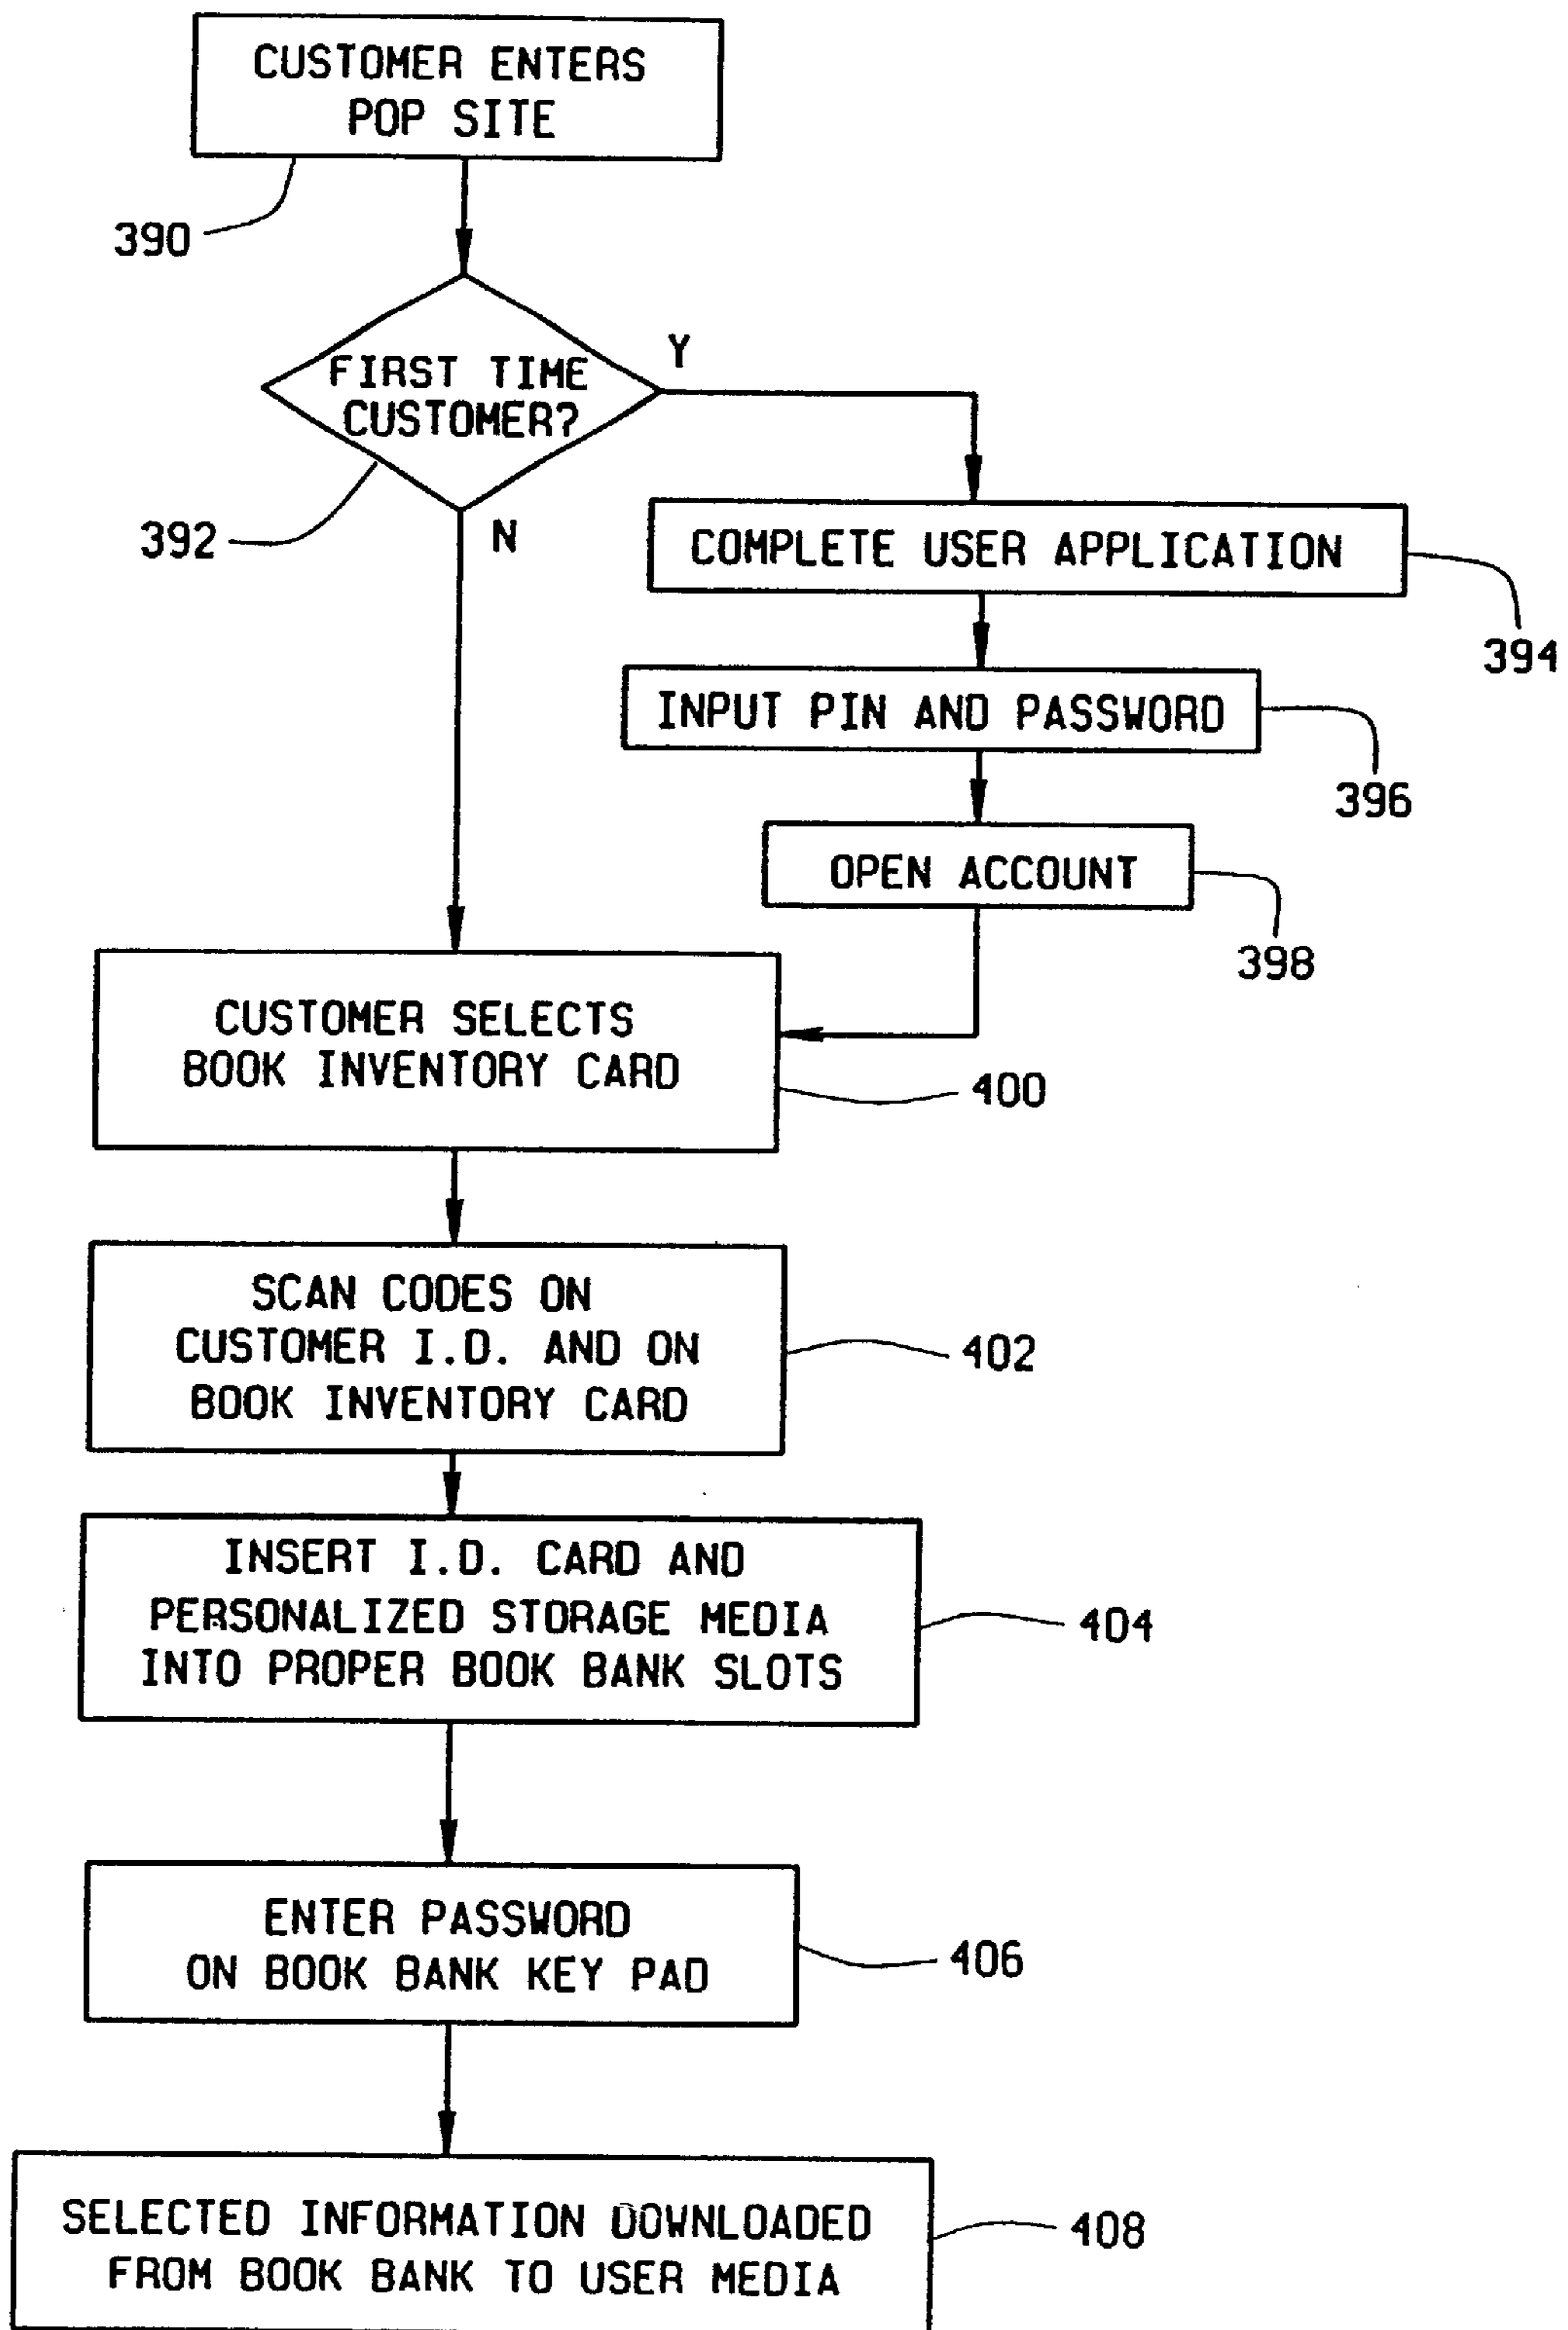 CUSTOMER ENTERS
POP SITE
390
FIRST TIME
CUSTOMER?
Y
392
N
COMPLETE USER APPLICATION
394
INPUT PIN AND PASSWORD
396
OPEN ACCOUNT
398
CUSTOMER SELECTS
BOOK INVENTORY CARD
400
SCAN CODES ON
CUSTOMER I.D. AND ON
BOOK INVENTORY CARD
402
INSERT I.D. CARD AND
PERSONALIZED STORAGE MEDIA
INTO PROPER BOOK BANK SLOTS
404
ENTER PASSWORD
ON BOOK BANK KEY PAD
406
SELECTED INFORMATION DOWNLOADED
FROM BOOK BANK TO USER MEDIA
408